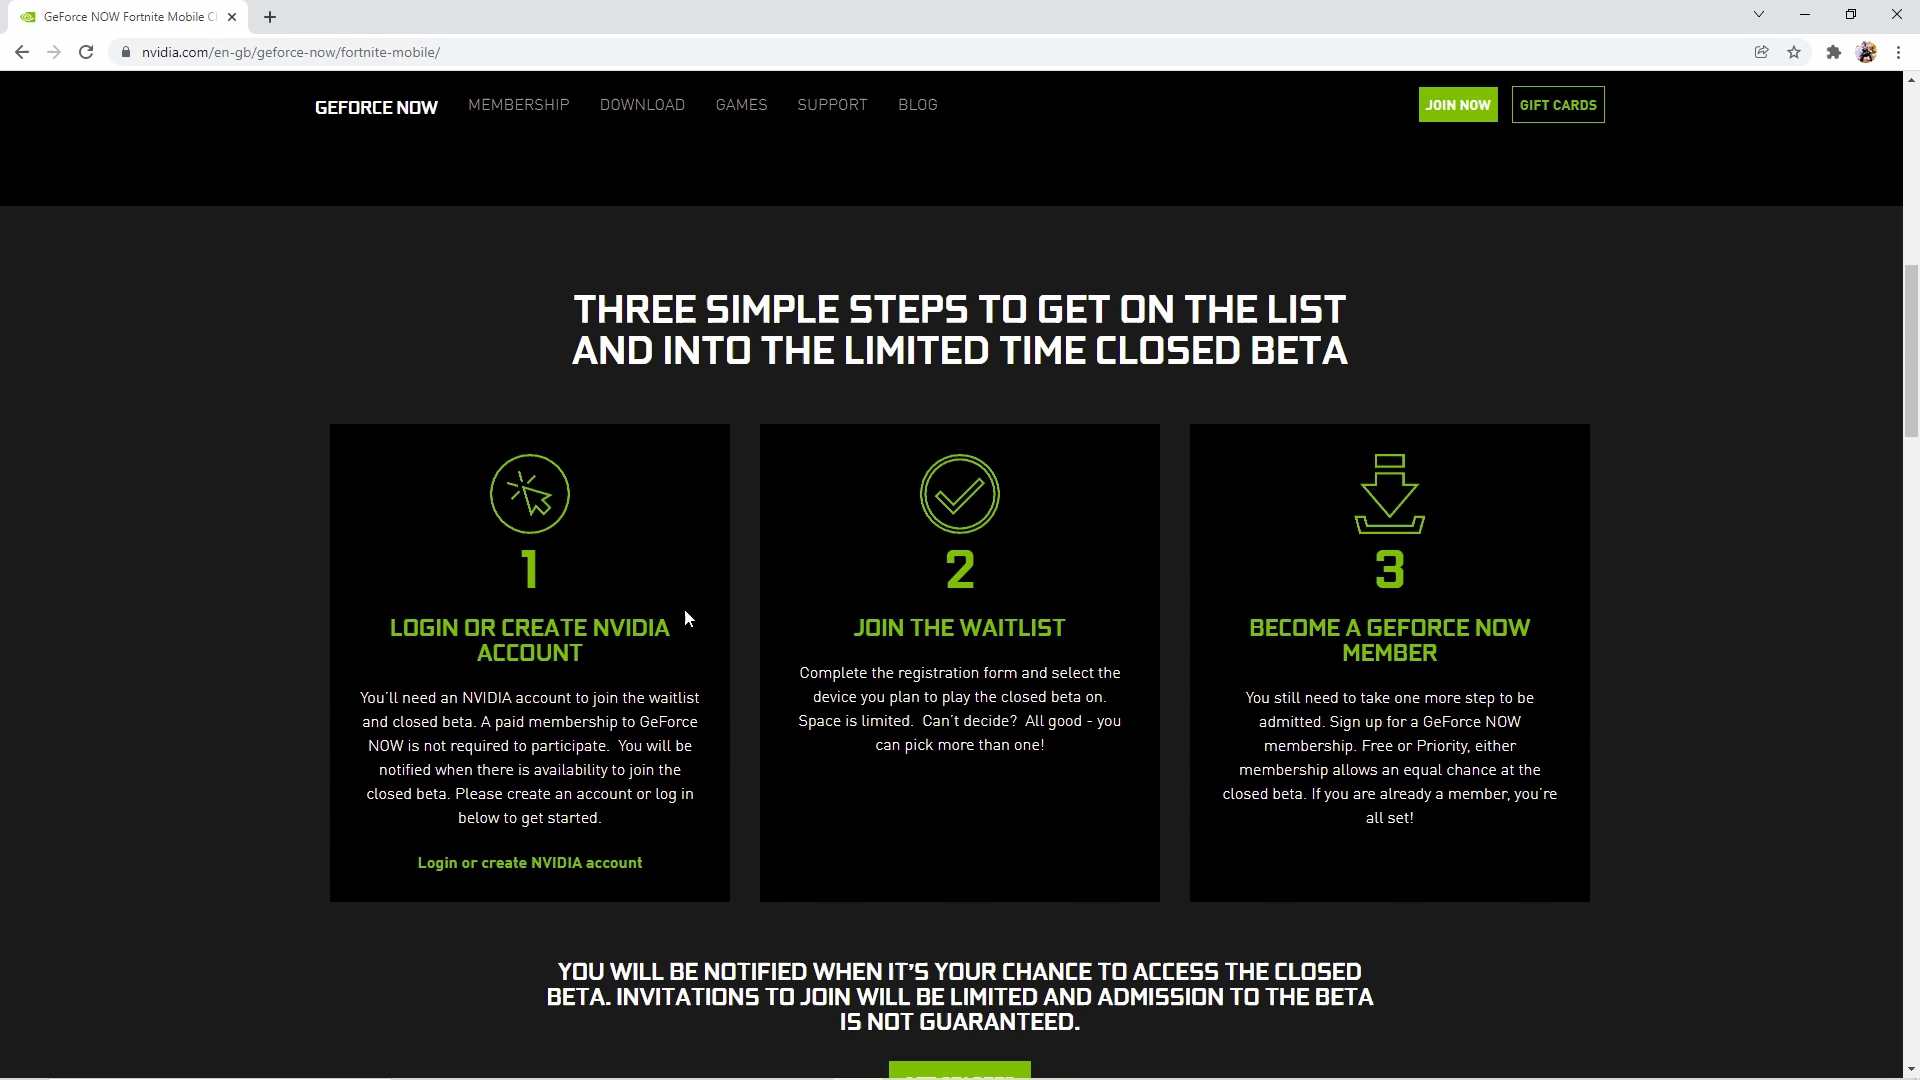 GeForce NOW Fortnite Mobile Cl
nvidia.com/en-gb/geforce-now/fortnite-mobile/
GEFORCE NOW MEMBERSHIP DOWNLOAD GAMES SUPPORT BLOG JOIN NOW GIFT CARDS
THREE SIMPLE STEPS TO GET ON THE LIST
AND INTO THE LIMITED TIME CLOSED BETA
1
LOGIN OR CREATE NVIDIA
ACCOUNT
You'll need an NVIDIA account to join the waitlist
and closed beta. A paid membership to GeForce
NOW is not required to participate.  You will be
notified when there is availability to join the
closed beta. Please create an account or log in
below to get started.
Login or create NVIDIA account
2
JOIN THE WAITLIST
Complete the registration form and select the
device you plan to play the closed beta on.
Space is limited.  Can't decide?  All good - you
can pick more than one!
3
BECOME A GEFORCE NOW
MEMBER
You still need to take one more step to be
admitted. Sign up for a GeForce NOW
membership. Free or Priority, either
membership allows an equal chance at the
closed beta. If you are already a member, you're
all set!
YOU WILL BE NOTIFIED WHEN IT'S YOUR CHANCE TO ACCESS THE CLOSED
BETA. INVITATIONS TO JOIN WILL BE LIMITED AND ADMISSION TO THE BETA
IS NOT GUARANTEED.